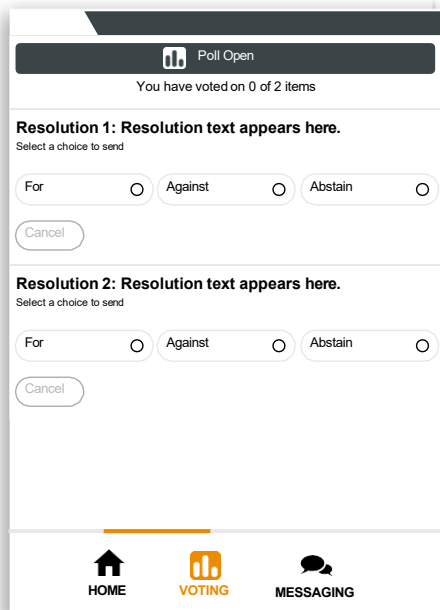 Poll Open
You have voted on 0 of 2 items
Resolution 1: Resolution text appears here.
Select a choice to send
For Against Abstain
Cancel
Resolution 2: Resolution text appears here.
Select a choice to send
For Against Abstain
Cancel
HOME VOTING MESSAGING